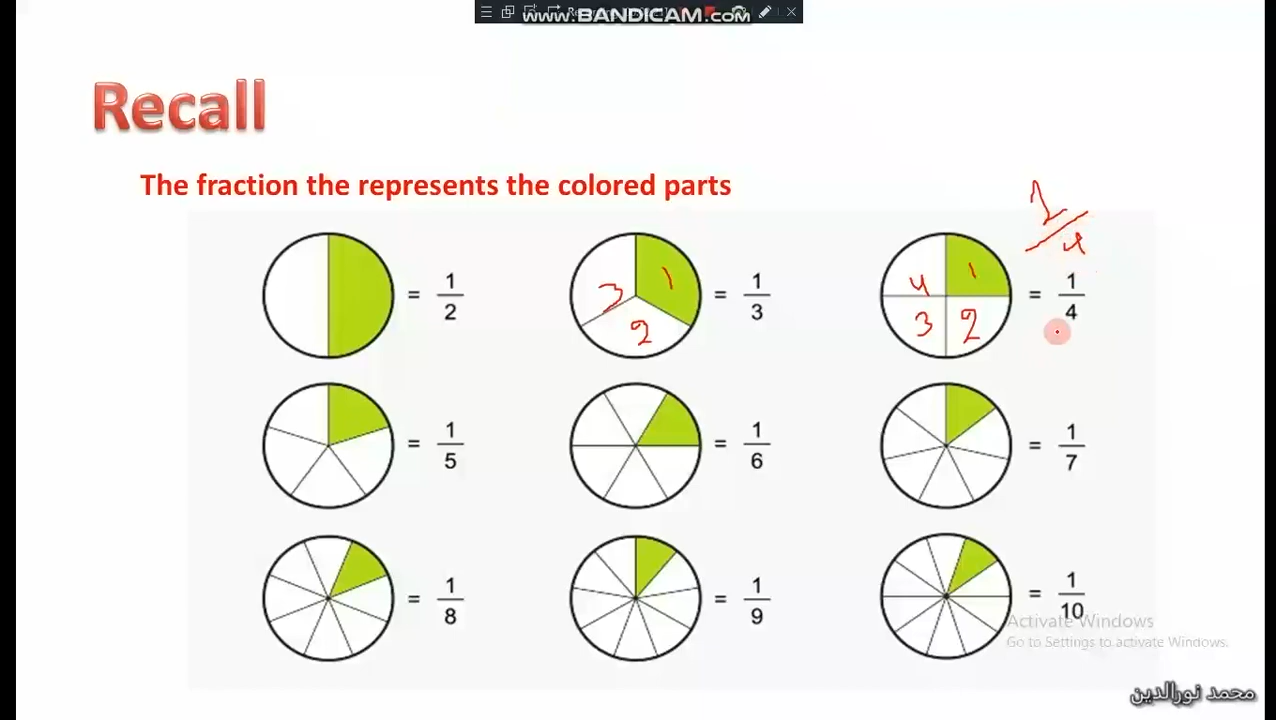 www.BANDICAM.com
Recall
The fraction the represents the colored parts
1/4
= 1/2
3 1 2
= 1/3
4 1 3 2
= 1/4
= 1/5
= 1/6
= 1/7
= 1/8
= 1/9
= 1/10
Activate Windows
Go to Settings to activate Windows.
محمد نورالدين